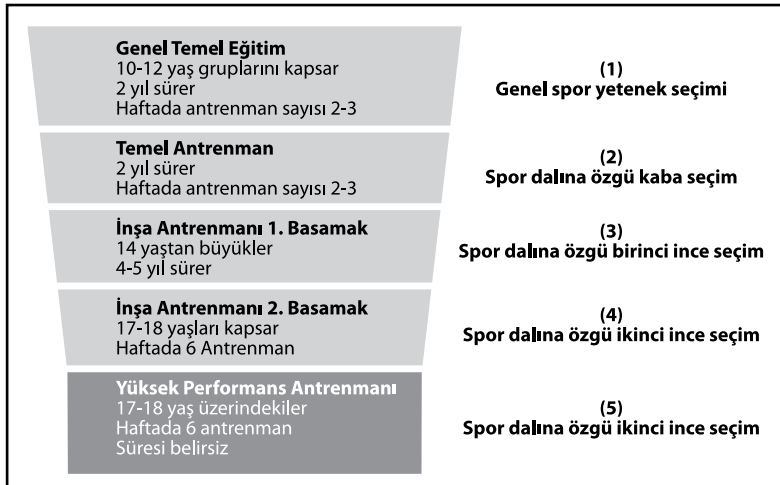 Genel Temel Eğitim
10-12 yaş gruplarını kapsar
2 yıl sürer
Haftada antrenman sayısı 2-3
(1)
Genel spor yetenek seçimi
Temel Antrenman
2 yıl sürer
Haftada antrenman sayısı 2-3
(2)
Spor dalına özgü kaba seçim
İnşa Antrenmanı 1. Basamak
14 yaştan büyükler
4-5 yıl sürer
(3)
Spor dalına özgü birinci ince seçim
İnşa Antrenmanı 2. Basamak
17-18 yaşları kapsar
Haftada 6 Antrenman
(4)
Spor dalına özgü ikinci ince seçim
Yüksek Performans Antrenmanı
17-18 yaş üzerindekiler
Haftada 6 antrenman
Süresi belirsiz
(5)
Spor dalına özgü ikinci ince seçim